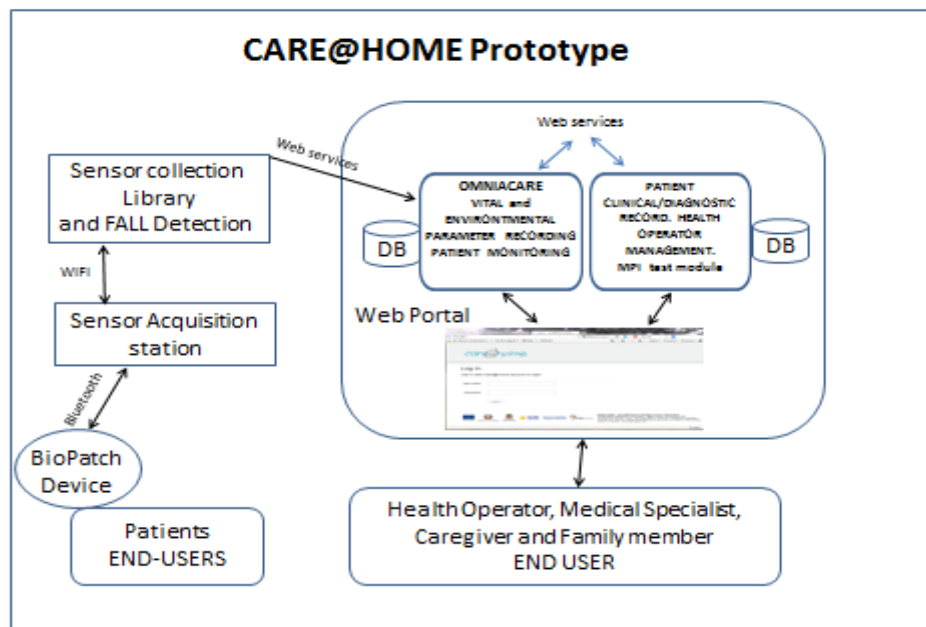 CARE@HOME Prototype
Web services
Web services
Sensor collection
Library
and FALL Detection
OMNIACARE
VITAL and
ENVIRONTMENTAL
PARAMETER RECORDING
PATIENT MONITORING
PATIENT
CLINICAL/DIAGNOSTIC
RECORD. HEALTH
OPERATOR
MANAGEMENT.
MPI test module
DB
DB
WIFI
Web Portal
Sensor Acquisition
station
Log in
Bluetooth
BioPatch
Device
Patients
END-USERS
Health Operator, Medical Specialist,
Caregiver and Family member
END USER